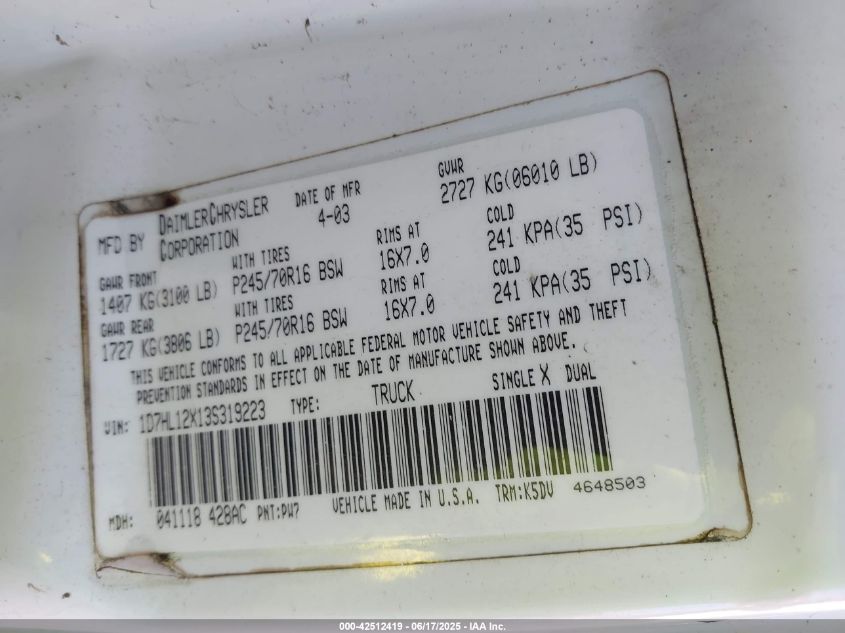 MFD BY DAIMLERCHRYSLER CORPORATION DATE OF MFR 4-03 GVWR 2727 KG(06010 LB)
GAWR FRONT WITH TIRES RIMS AT COLD
1407 KG(3100 LB) P245/70R16 BSW 16X7.0 241 KPA(35 PSI)
GAWR REAR WITH TIRES RIMS AT COLD
1727 KG(3806 LB) P245/70R16 BSW 16X7.0 241 KPA(35 PSI)
THIS VEHICLE CONFORMS TO ALL APPLICABLE FEDERAL MOTOR VEHICLE SAFETY AND THEFT
PREVENTION STANDARDS IN EFFECT ON THE DATE OF MANUFACTURE SHOWN ABOVE.
VIN: 1D7HL12X13S319223 TYPE: TRUCK SINGLE X DUAL
MDH: 041118 428AC PNT:PW7 VEHICLE MADE IN U.S.A. TRM:K5DV 4648503
000-42512419 - 06/17/2025 - IAA Inc.